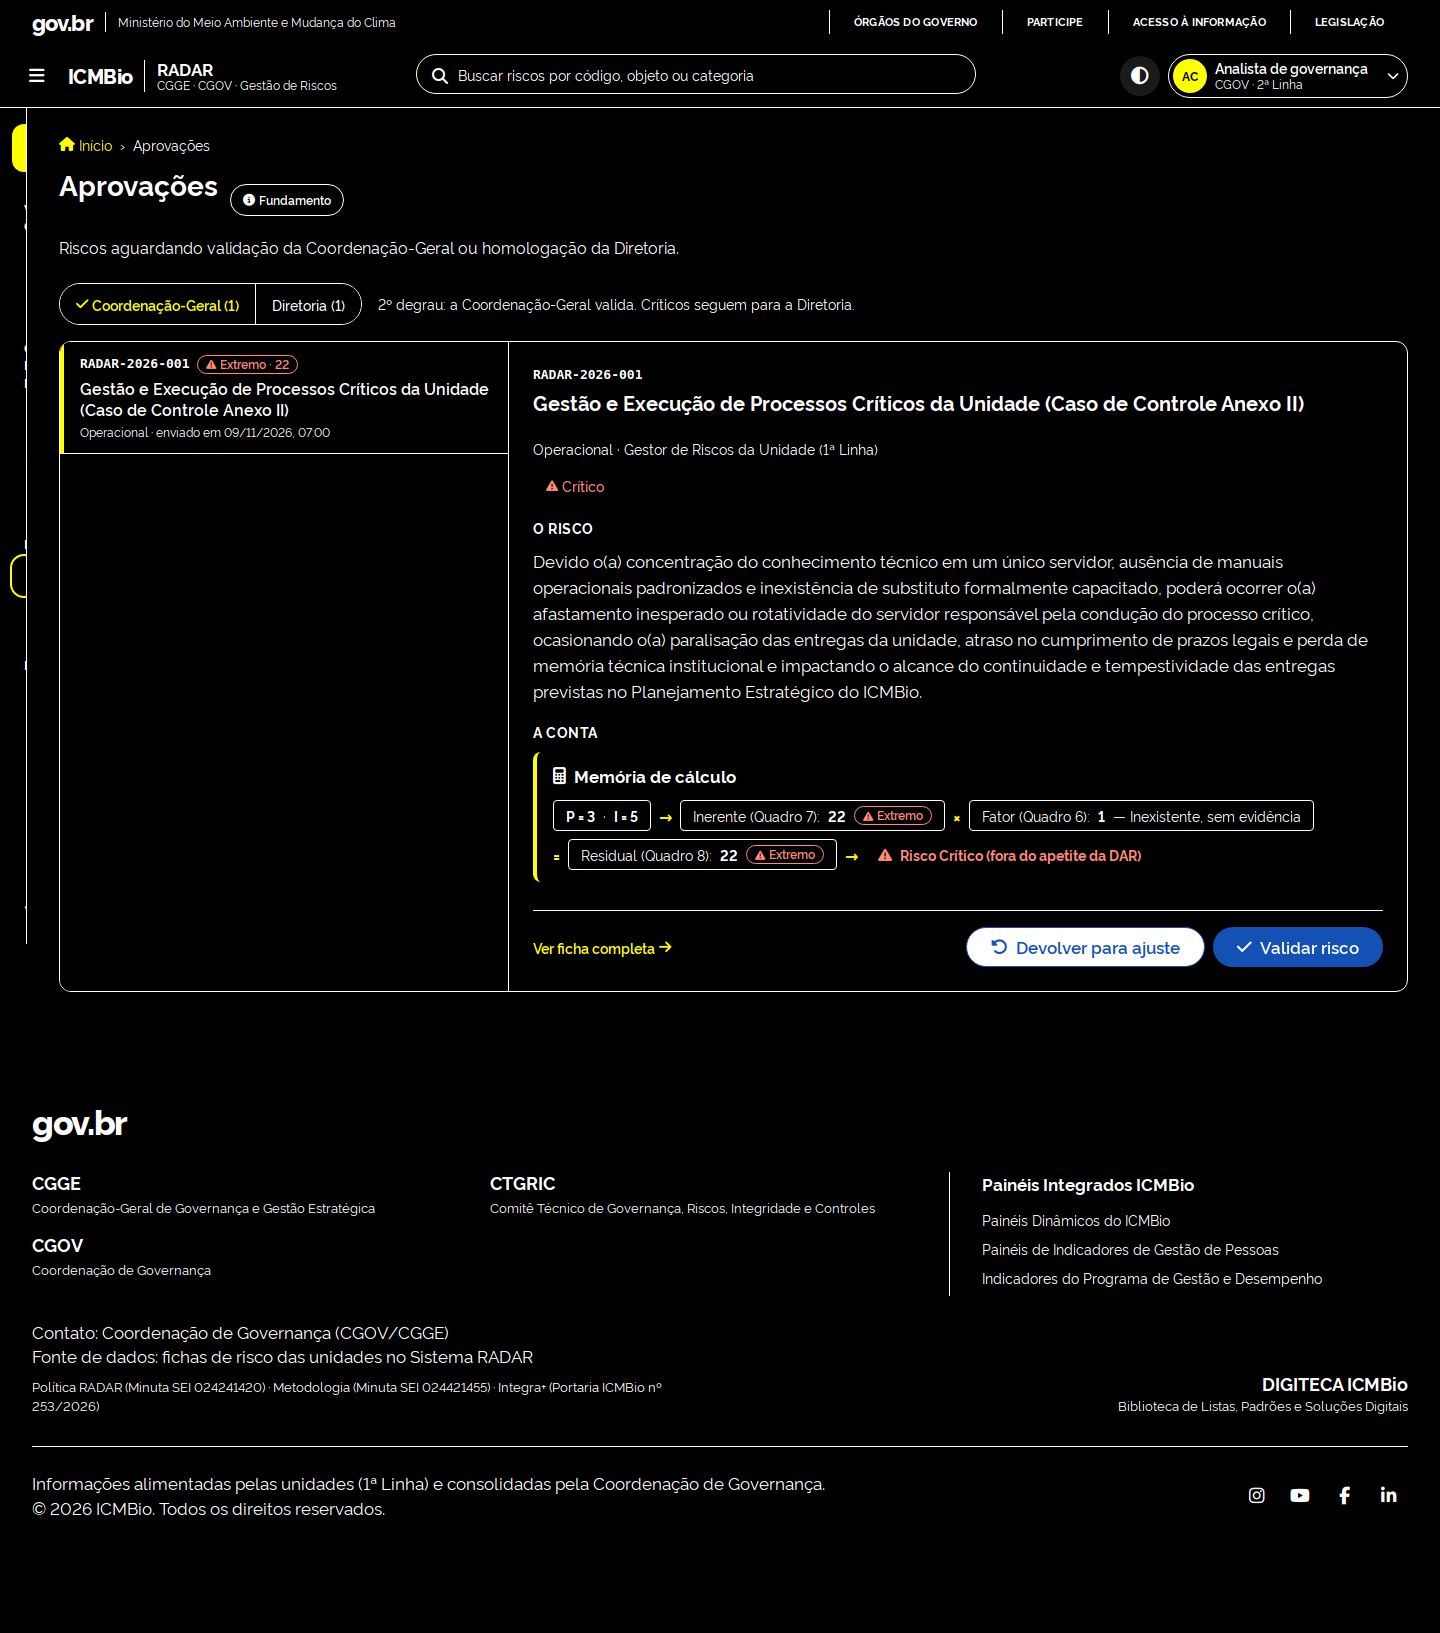 gov.br
Ministério do Meio Ambiente e Mudança do Clima
ÓRGÃOS DO GOVERNO
PARTICIPE
ACESSO À INFORMAÇÃO
LEGISLAÇÃO
ICMBio
RADAR
CGGE · CGOV · Gestão de Riscos
Buscar riscos por código, objeto ou categoria
AC
Analista de governança
CGOV · 2ª Linha
Início › Aprovações
Aprovações
Fundamento
Riscos aguardando validação da Coordenação-Geral ou homologação da Diretoria.
Coordenação-Geral (1)
Diretoria (1)
2º degrau: a Coordenação-Geral valida. Críticos seguem para a Diretoria.
RADAR-2026-001 Extremo · 22
Gestão e Execução de Processos Críticos da Unidade
(Caso de Controle Anexo II)
Operacional · enviado em 09/11/2026, 07:00
RADAR-2026-001
Gestão e Execução de Processos Críticos da Unidade (Caso de Controle Anexo II)
Operacional · Gestor de Riscos da Unidade (1ª Linha)
Crítico
O RISCO
Devido o(a) concentração do conhecimento técnico em um único servidor, ausência de manuais
operacionais padronizados e inexistência de substituto formalmente capacitado, poderá ocorrer o(a)
afastamento inesperado ou rotatividade do servidor responsável pela condução do processo crítico,
ocasionando o(a) paralisação das entregas da unidade, atraso no cumprimento de prazos legais e perda de
memória técnica institucional e impactando o alcance do continuidade e tempestividade das entregas
previstas no Planejamento Estratégico do ICMBio.
A CONTA
Memória de cálculo
P = 3 · I = 5 → Inerente (Quadro 7): 22 Extremo × Fator (Quadro 6): 1 — Inexistente, sem evidência
= Residual (Quadro 8): 22 Extremo → Risco Crítico (fora do apetite da DAR)
Ver ficha completa →
Devolver para ajuste
Validar risco
gov.br
CGGE
Coordenação-Geral de Governança e Gestão Estratégica
CGOV
Coordenação de Governança
CTGRIC
Comitê Técnico de Governança, Riscos, Integridade e Controles
Painéis Integrados ICMBio
Painéis Dinâmicos do ICMBio
Painéis de Indicadores de Gestão de Pessoas
Indicadores do Programa de Gestão e Desempenho
Contato: Coordenação de Governança (CGOV/CGGE)
Fonte de dados: fichas de risco das unidades no Sistema RADAR
Política RADAR (Minuta SEI 024241420) · Metodologia (Minuta SEI 024421455) · Integra+ (Portaria ICMBio nº
253/2026)
DIGITECA ICMBio
Biblioteca de Listas, Padrões e Soluções Digitais
Informações alimentadas pelas unidades (1ª Linha) e consolidadas pela Coordenação de Governança.
© 2026 ICMBio. Todos os direitos reservados.